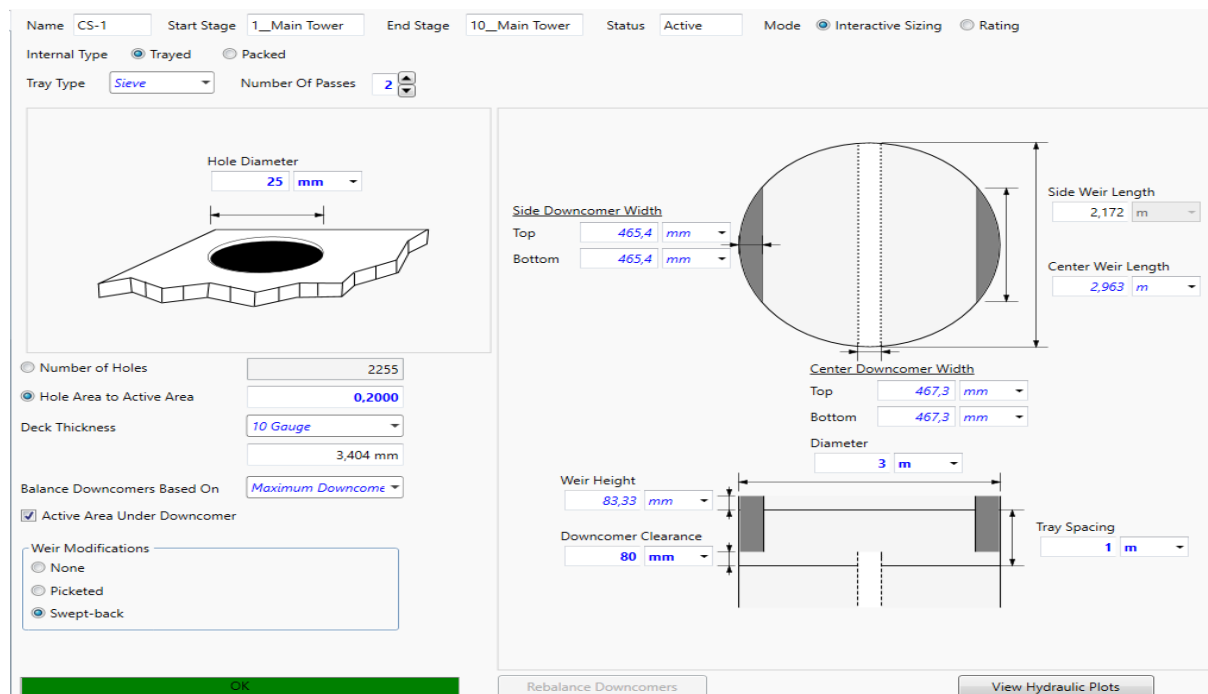 Name CS-1 Start Stage 1__Main Tower End Stage 10__Main Tower Status Active Mode Interactive Sizing Rating
Internal Type Trayed Packed
Tray Type Sieve Number Of Passes 2
Hole Diameter
25 mm
Number of Holes 2255
Hole Area to Active Area 0,2000
Deck Thickness 10 Gauge
3,404 mm
Balance Downcomers Based On Maximum Downcome
Active Area Under Downcomer
Weir Modifications
None
Picketed
Swept-back
OK
Side Downcomer Width
Top 465,4 mm
Bottom 465,4 mm
Side Weir Length
2,172 m
Center Weir Length
2,963 m
Center Downcomer Width
Top 467,3 mm
Bottom 467,3 mm
Diameter
3 m
Weir Height
83,33 mm
Downcomer Clearance
80 mm
Tray Spacing
1 m
Rebalance Downcomers View Hydraulic Plots